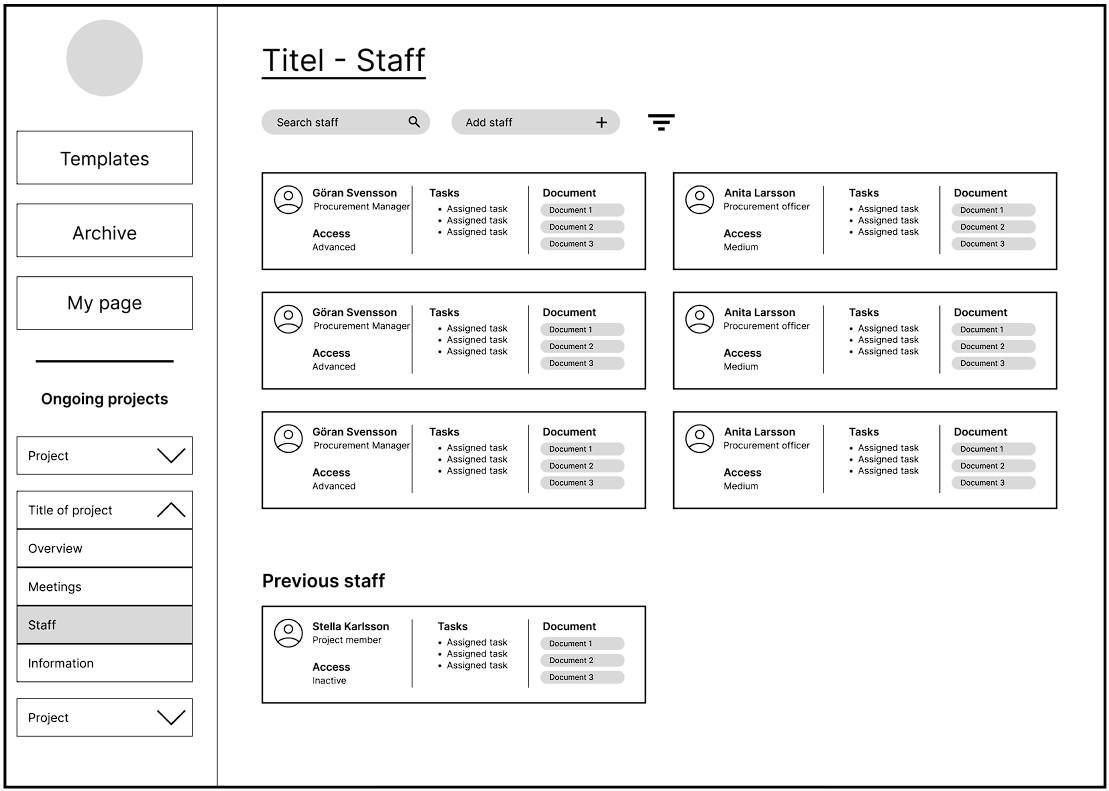 Templates
Archive
My page
Ongoing projects
Project
Title of project
Overview
Meetings
Staff
Information
Project
Titel - Staff
Search staff
Add staff
Göran Svensson
Procurement Manager
Access
Advanced
Tasks
• Assigned task
• Assigned task
• Assigned task
Document
Document 1
Document 2
Document 3
Anita Larsson
Procurement officer
Access
Medium
Tasks
• Assigned task
• Assigned task
• Assigned task
Document
Document 1
Document 2
Document 3
Göran Svensson
Procurement Manager
Access
Advanced
Tasks
• Assigned task
• Assigned task
• Assigned task
Document
Document 1
Document 2
Document 3
Anita Larsson
Procurement officer
Access
Medium
Tasks
• Assigned task
• Assigned task
• Assigned task
Document
Document 1
Document 2
Document 3
Göran Svensson
Procurement Manager
Access
Advanced
Tasks
• Assigned task
• Assigned task
• Assigned task
Document
Document 1
Document 2
Document 3
Anita Larsson
Procurement officer
Access
Medium
Tasks
• Assigned task
• Assigned task
• Assigned task
Document
Document 1
Document 2
Document 3
Previous staff
Stella Karlsson
Project member
Access
Inactive
Tasks
• Assigned task
• Assigned task
• Assigned task
Document
Document 1
Document 2
Document 3